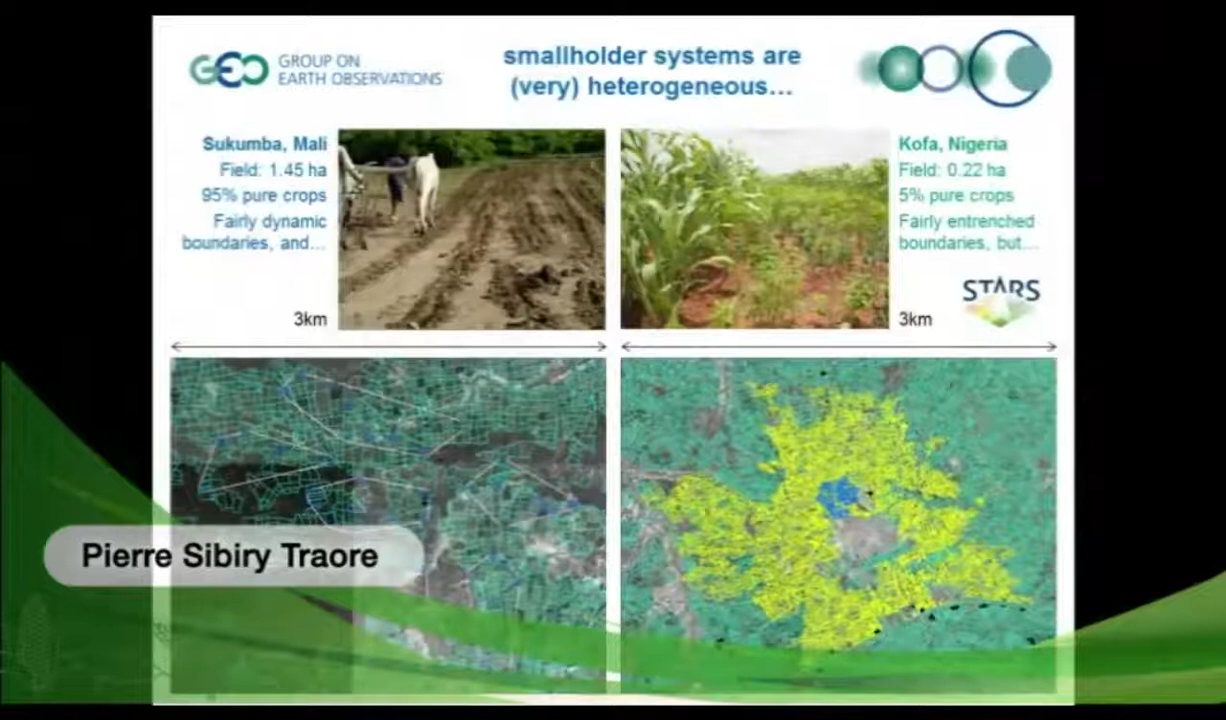 GEO GROUP ON
EARTH OBSERVATIONS
smallholder systems are
(very) heterogeneous...
Sukumba, Mali
Field: 1.45 ha
95% pure crops
Fairly dynamic
boundaries, and...
3km
Kofa, Nigeria
Field: 0.22 ha
5% pure crops
Fairly entrenched
boundaries, but...
STARS
3km
Pierre Sibiry Traore